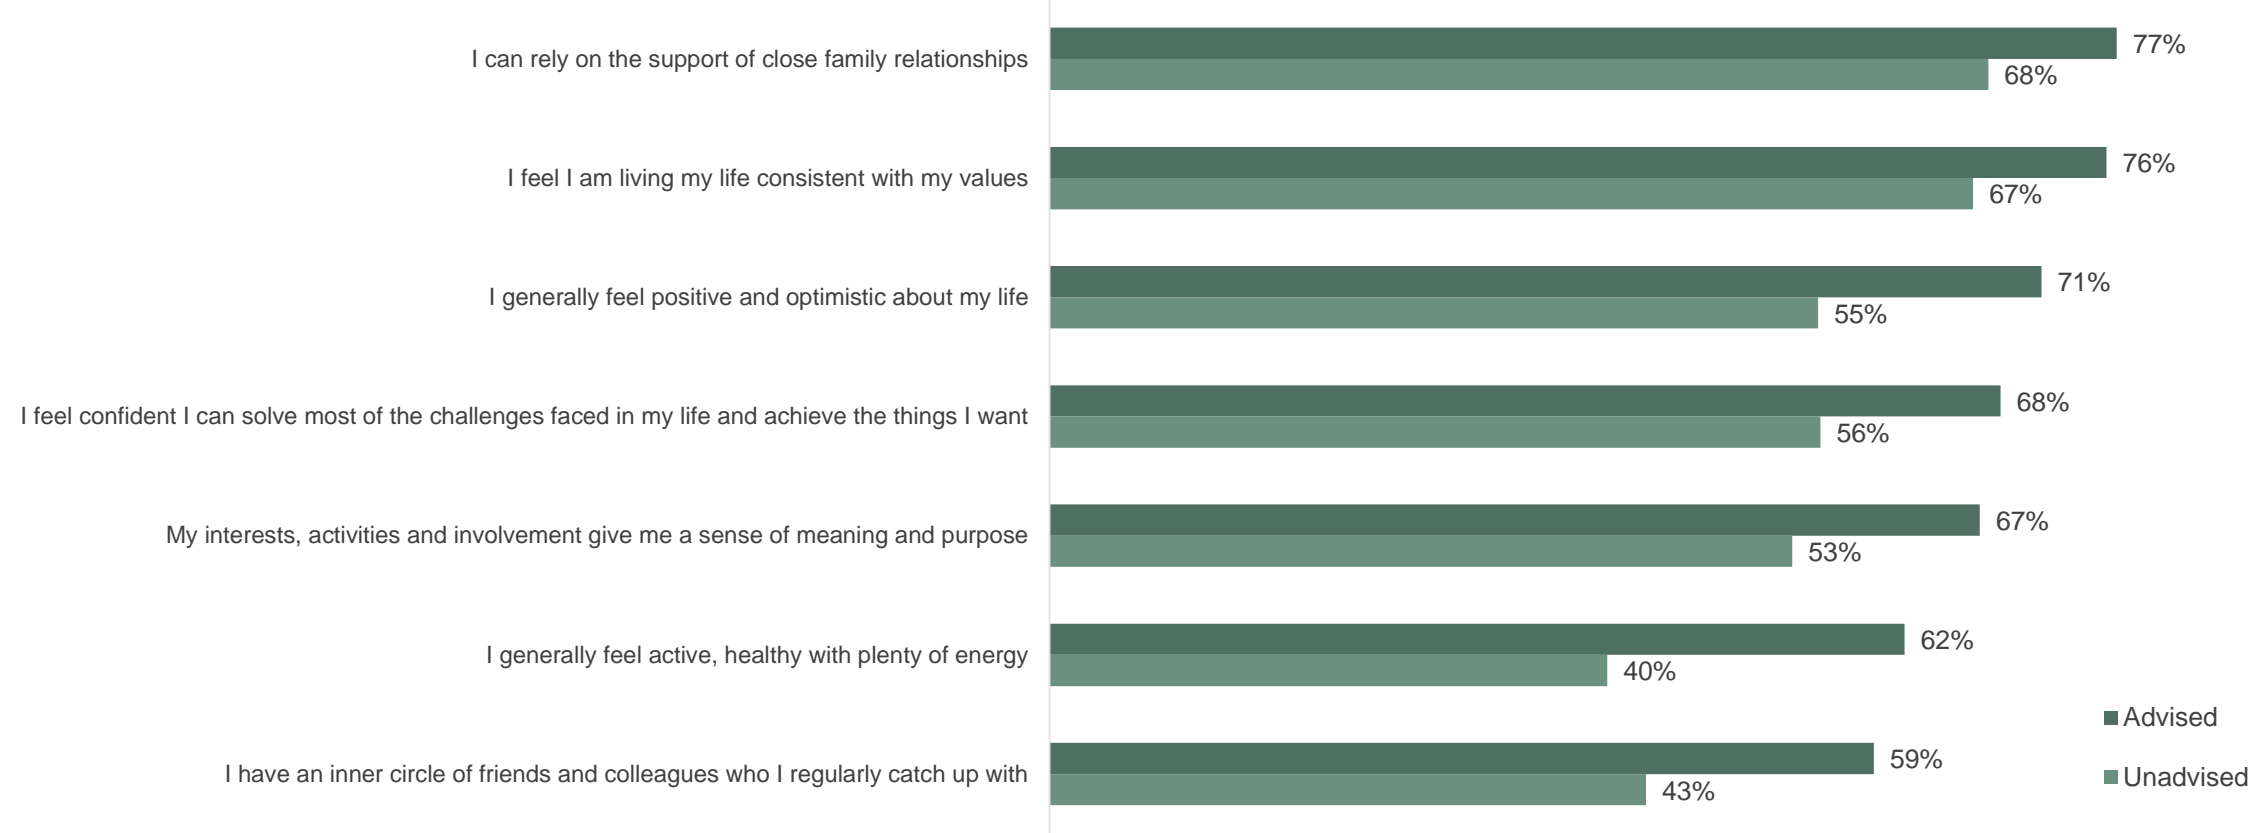 I can rely on the support of close family relationships
77%
68%
I feel I am living my life consistent with my values
76%
67%
I generally feel positive and optimistic about my life
71%
55%
I feel confident I can solve most of the challenges faced in my life and achieve the things I want
68%
56%
My interests, activities and involvement give me a sense of meaning and purpose
67%
53%
I generally feel active, healthy with plenty of energy
62%
40%
I have an inner circle of friends and colleagues who I regularly catch up with
59%
43%
Advised
Unadvised